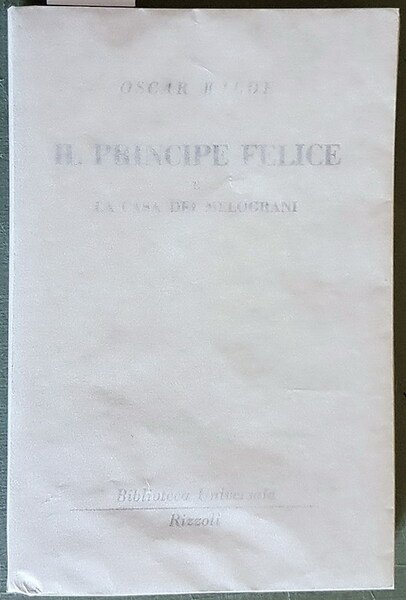 OSCAR WILDE
IL PRINCIPE FELICE
E
LA CASA DEI MELOGRANI
Biblioteca Universale
Rizzoli